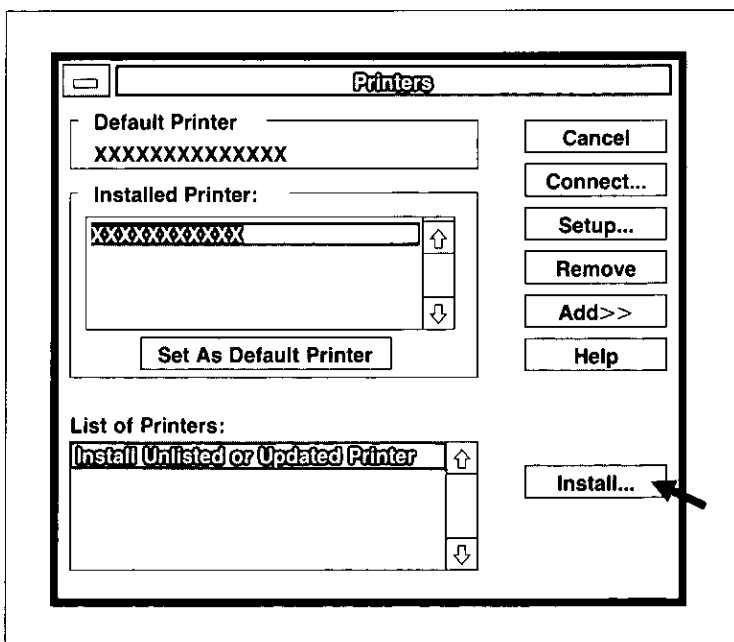 Printers
Default Printer
XXXXXXXXXXXXXX
Installed Printer:
XXXXXXXXXXXX
Set As Default Printer
List of Printers:
Install Unlisted or Updated Printer
Cancel
Connect...
Setup...
Remove
Add>>
Help
Install...